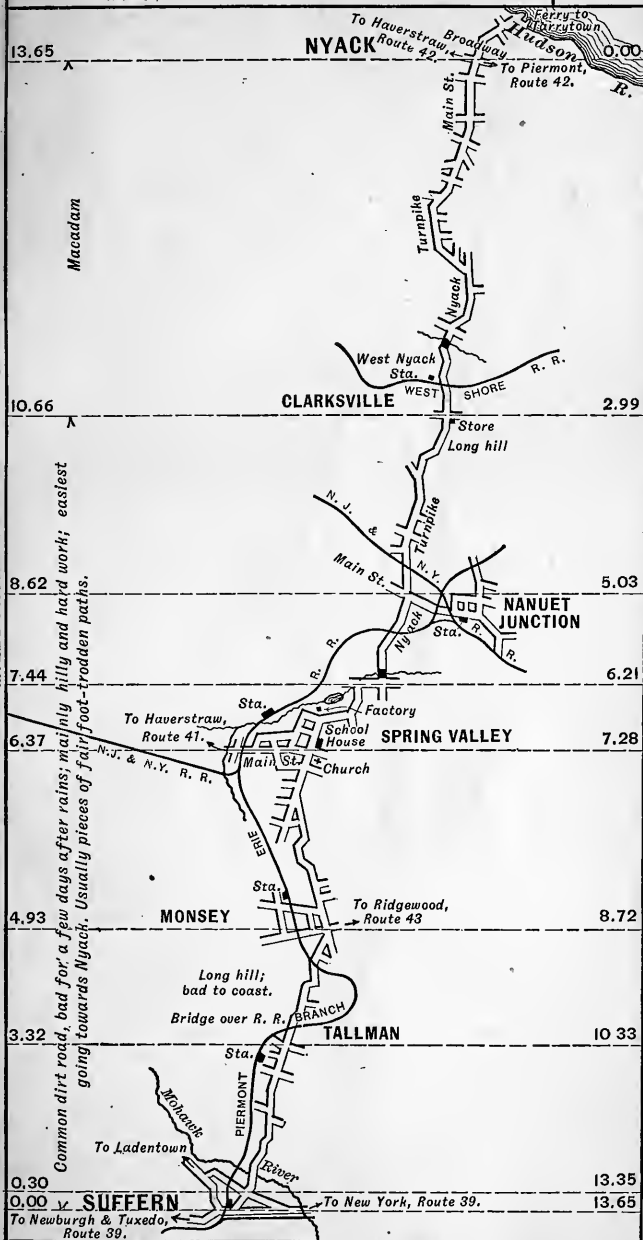 Ferry to
Tarrytown
To Haverstraw,
Route 42.
Broadway
Hudson
R.
13.65
NYACK
0.00
To Piermont,
Route 42.
Main St.
Macadam
Turnpike
Nyack
West Nyack
Sta.
WEST SHORE R. R.
CLARKSVILLE
10.66
2.99
Store
Long hill
Turnpike
N. J. & N.Y. R. R.
Main St.
8.62
5.03
NANUET
JUNCTION
Nyack
Sta.
R. R.
7.44
6.21
Sta.
Factory
To Haverstraw,
Route 41.
School
House
SPRING VALLEY
6.37
7.28
N.J. & N.Y. R. R.
Main St.
Church
ERIE
Common dirt road, bad for a few days after rains; mainly hilly and hard work; easiest
going towards Nyack. Usually pieces of fair foot-trodden paths.
Sta.
To Ridgewood,
Route 43
MONSEY
4.93
8.72
Long hill;
bad to coast.
Bridge over R. R.
BRANCH
TALLMAN
3.32
10 33
Sta.
PIERMONT
Mohawk
River
To Ladentown
0.30
13.35
0.00
SUFFERN
To New York, Route 39.
13.65
To Newburgh & Tuxedo,
Route 39.